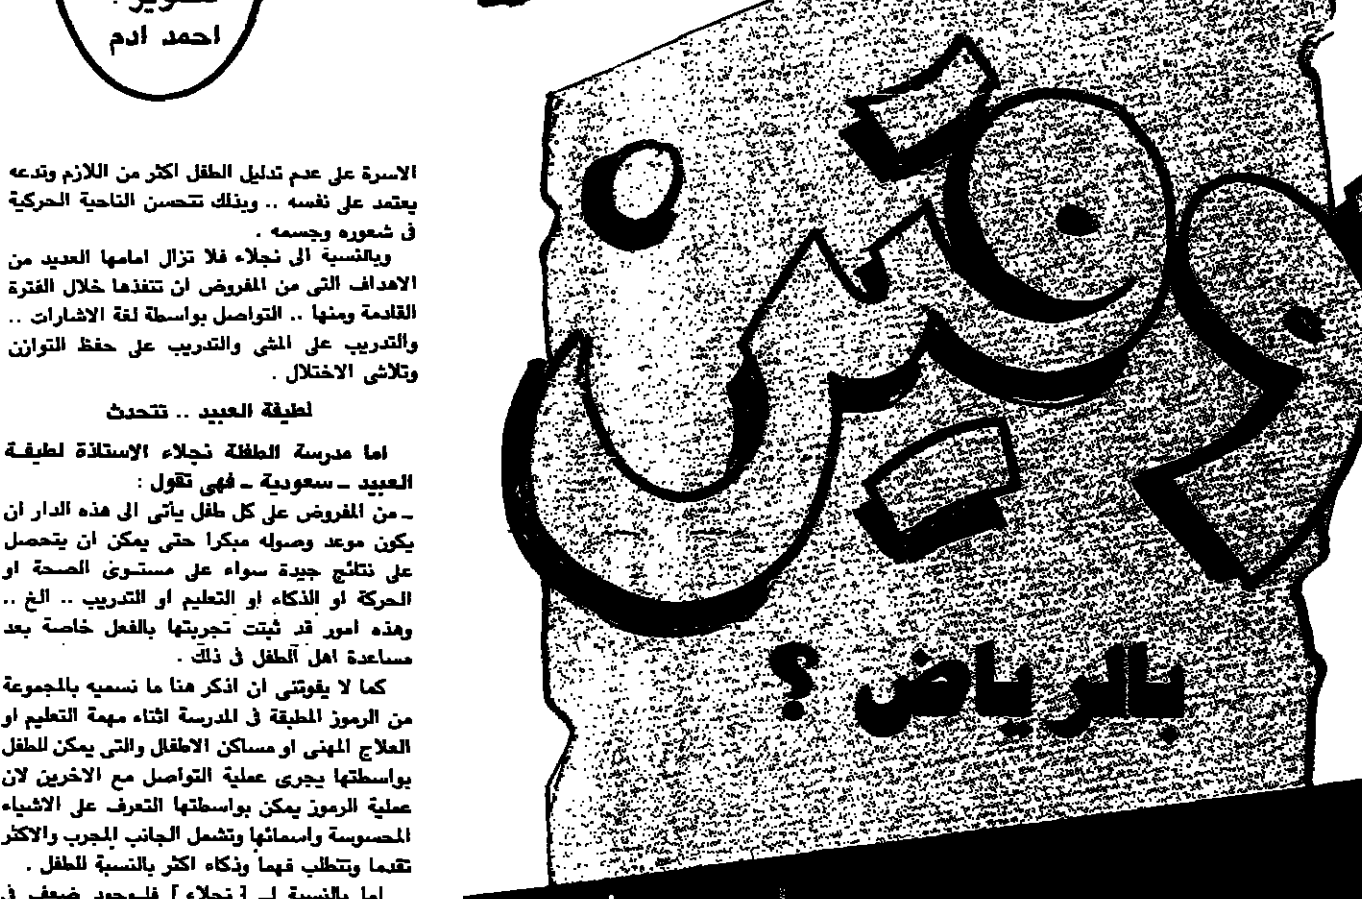 احمد ادم
الاسرة على عدم تدليل الطفل اكثر من اللازم وتدعه
يعتمد على نفسه .. وبذلك تتحسن الناحية الحركية
فى شعوره وجسمه .
وبالنسبة الى نجلاء فلا تزال امامها العديد من
الاهداف التى من المفروض ان تنفذها خلال الفترة
القادمة ومنها .. التواصل بواسطة لغة الاشارات ..
والتدريب على المشى والتدريب على حفظ التوازن
وتلاشى الاختلال .
لطيفة العبيد .. تتحدث
اما مدرسة الطفلة نجلاء الاستاذة لطيفة
العبيد ـ سعودية ـ فهى تقول :
ـ من المفروض على كل طفل يأتى الى هذه الدار ان
يكون موعد وصوله مبكرا حتى يمكن ان يتحصل
على نتائج جيدة سواء على مستوى الصحة او
الحركة او الذكاء او التعليم او التدريب .. الخ ..
وهذه امور قد ثبتت تجربتها بالفعل خاصة بعد
مساعدة اهل الطفل فى ذلك .
كما لا يفوتنى ان اذكر هنا ما نسميه بالمجموعة
من الرموز المطبقة فى المدرسة اثناء مهمة التعليم او
العلاج المهنى او مساكن الاطفال والتى يمكن للطفل
بواسطتها يجرى عملية التواصل مع الاخرين لان
عملية الرموز يمكن بواسطتها التعرف على الاشياء
المحسوسة واسمائها وتشمل الجانب المجرب والاكثر
تقدما وتتطلب فهما وذكاء اكثر بالنسبة للطفل .
اما بالنسبة لـ [ نجلاء ] فلوجود ضعف فى
بالرياض ؟